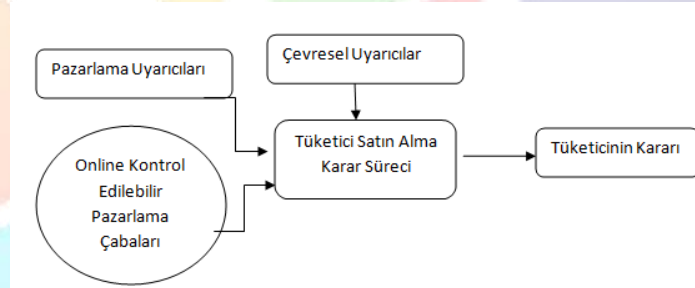 Pazarlama Uyarıcıları
Çevresel Uyarıcılar
Tüketici Satın Alma
Karar Süreci
Tüketicinin Kararı
Online Kontrol
Edilebilir
Pazarlama
Çabaları